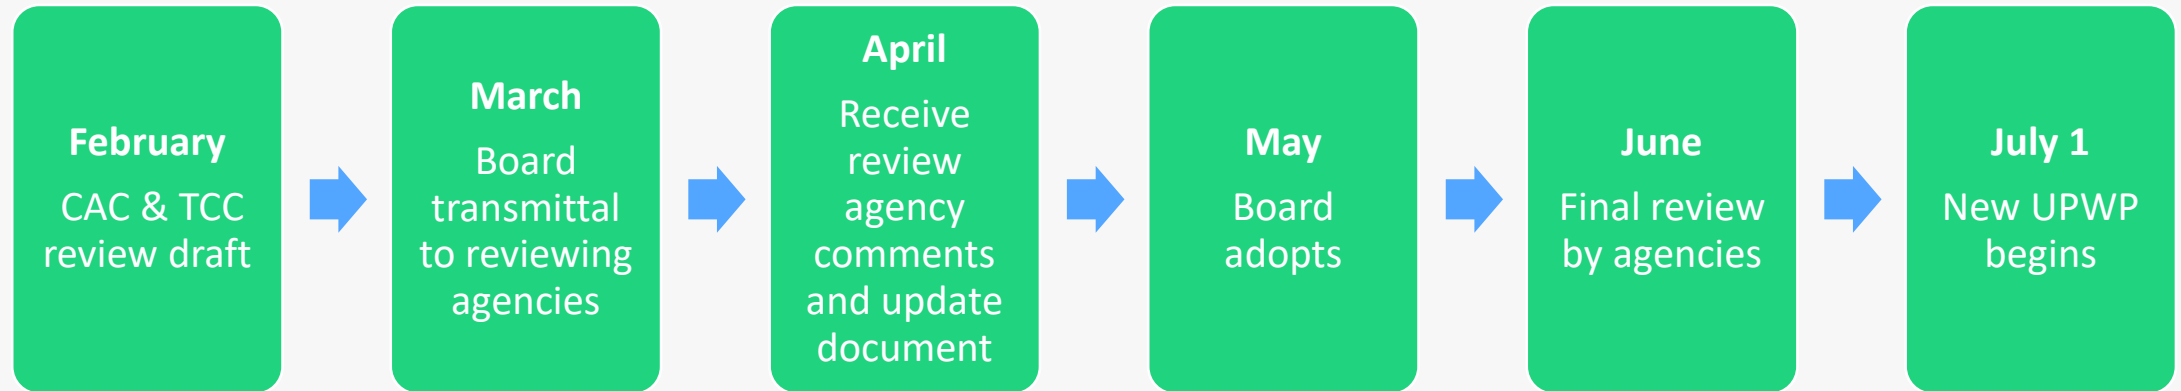 February
CAC & TCC
review draft
March
Board
transmittal
to reviewing
agencies
April
Receive
review
agency
comments
and update
document
May
Board
adopts
June
Final review
by agencies
July 1
New UPWP
begins